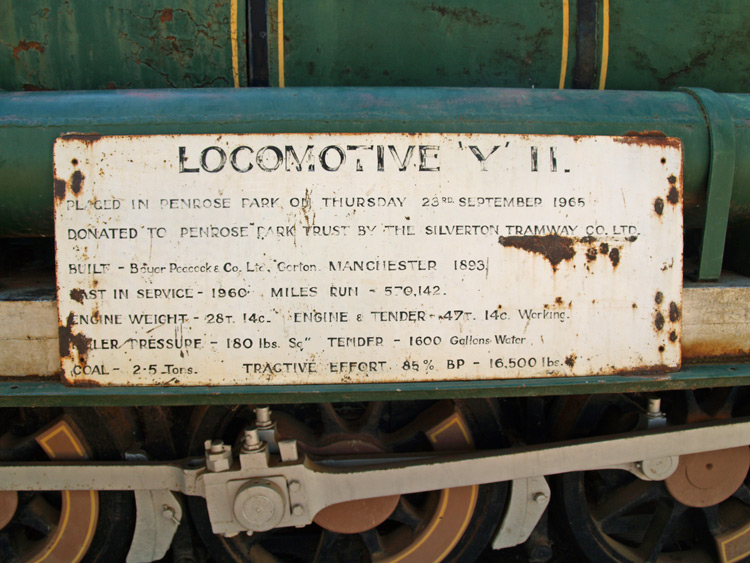 LOCOMOTIVE 'Y' 11.
PLACED IN PENROSE PARK ON THURSDAY 23RD. SEPTEMBER 1965
DONATED TO PENROSE PARK TRUST BY THE SILVERTON TRAMWAY CO. LTD.
BUILT - Beyer Peacock & Co. Ltd. Gorton. MANCHESTER 1893
LAST IN SERVICE - 1960. MILES RUN - 570,142.
ENGINE WEIGHT - 28T. 14c. ENGINE & TENDER - 47T. 14c. Working.
BOILER PRESSURE - 180 lbs. Sq" TENDER - 1600 Gallons Water
COAL - 2.5 Tons. TRACTIVE EFFORT 85% BP - 16,500 lbs.